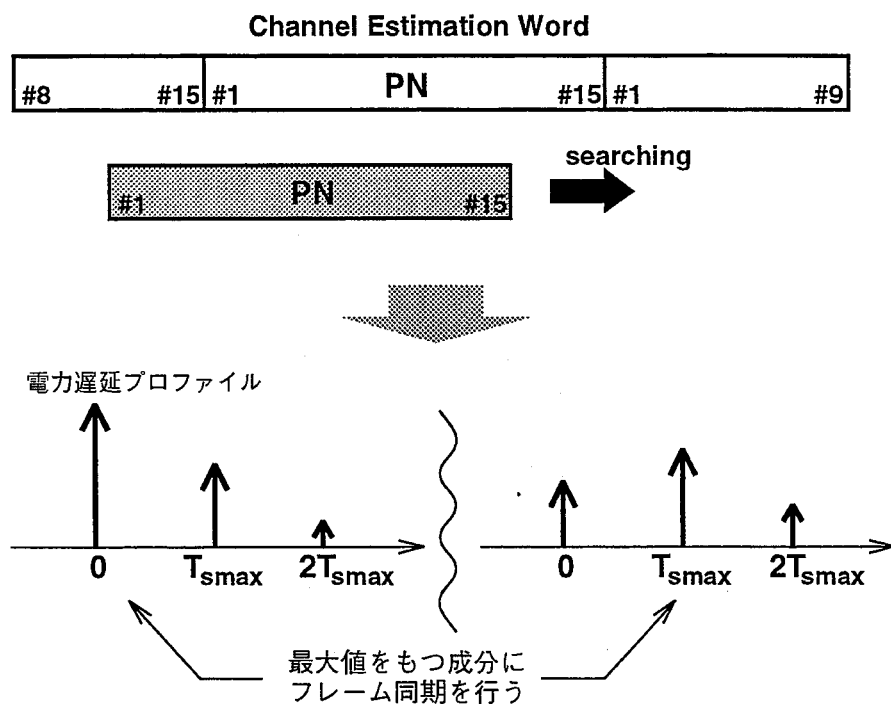 Channel Estimation Word
#8 #15 #1 PN #15 #1 #9
searching
#1 PN #15
電力遅延プロファイル
0 Tsmax 2Tsmax 0 Tsmax 2Tsmax
最大値をもつ成分に
フレーム同期を行う